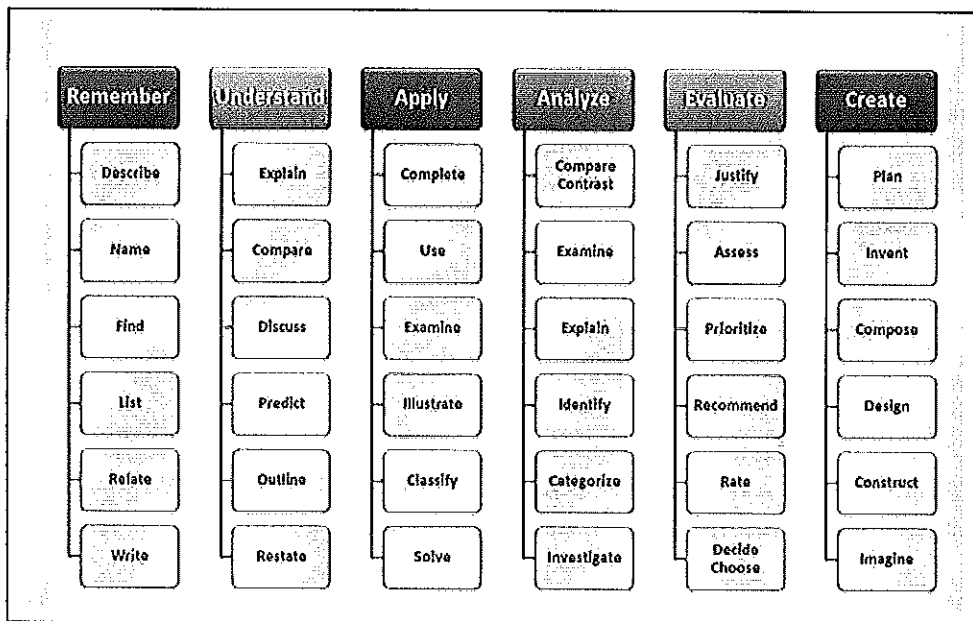 Remember
Describe
Name
Find
List
Relate
Write
Understand
Explain
Compare
Discuss
Predict
Outline
Restate
Apply
Complete
Use
Examine
Illustrate
Classify
Solve
Analyze
Compare
Contrast
Examine
Explain
Identify
Categorize
Investigate
Evaluate
Justify
Assess
Prioritize
Recommend
Rate
Decide
Choose
Create
Plan
Invent
Compose
Design
Construct
Imagine